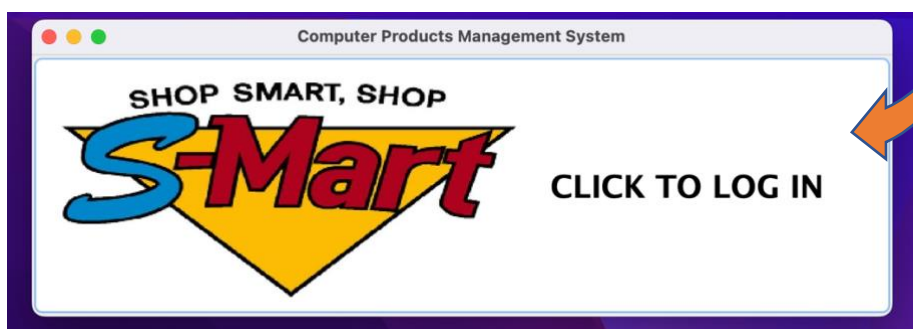 Computer Products Management System
SHOP SMART, SHOP
S-Mart
CLICK TO LOG IN